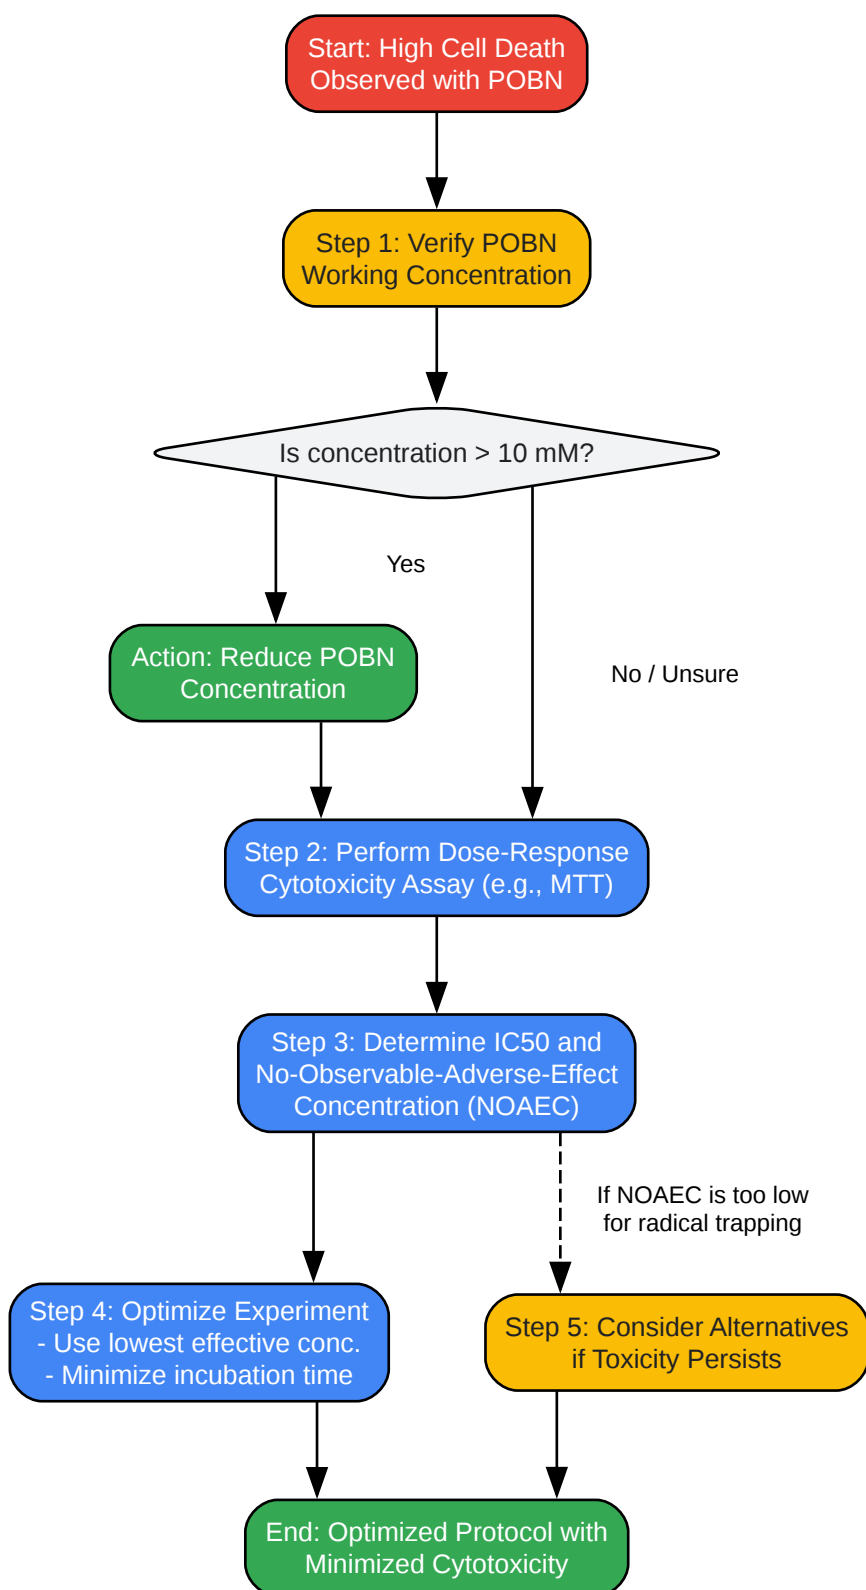 Start: High Cell Death
Observed with POBN
Step 1: Verify POBN
Working Concentration
Is concentration > 10 mM?
Yes
Action: Reduce POBN
Concentration
No / Unsure
Step 2: Perform Dose-Response
Cytotoxicity Assay (e.g., MTT)
Step 3: Determine IC50 and
No-Observable-Adverse-Effect
Concentration (NOAEC)
If NOAEC is too low
for radical trapping
Step 4: Optimize Experiment
- Use lowest effective conc.
- Minimize incubation time
Step 5: Consider Alternatives
if Toxicity Persists
End: Optimized Protocol with
Minimized Cytotoxicity